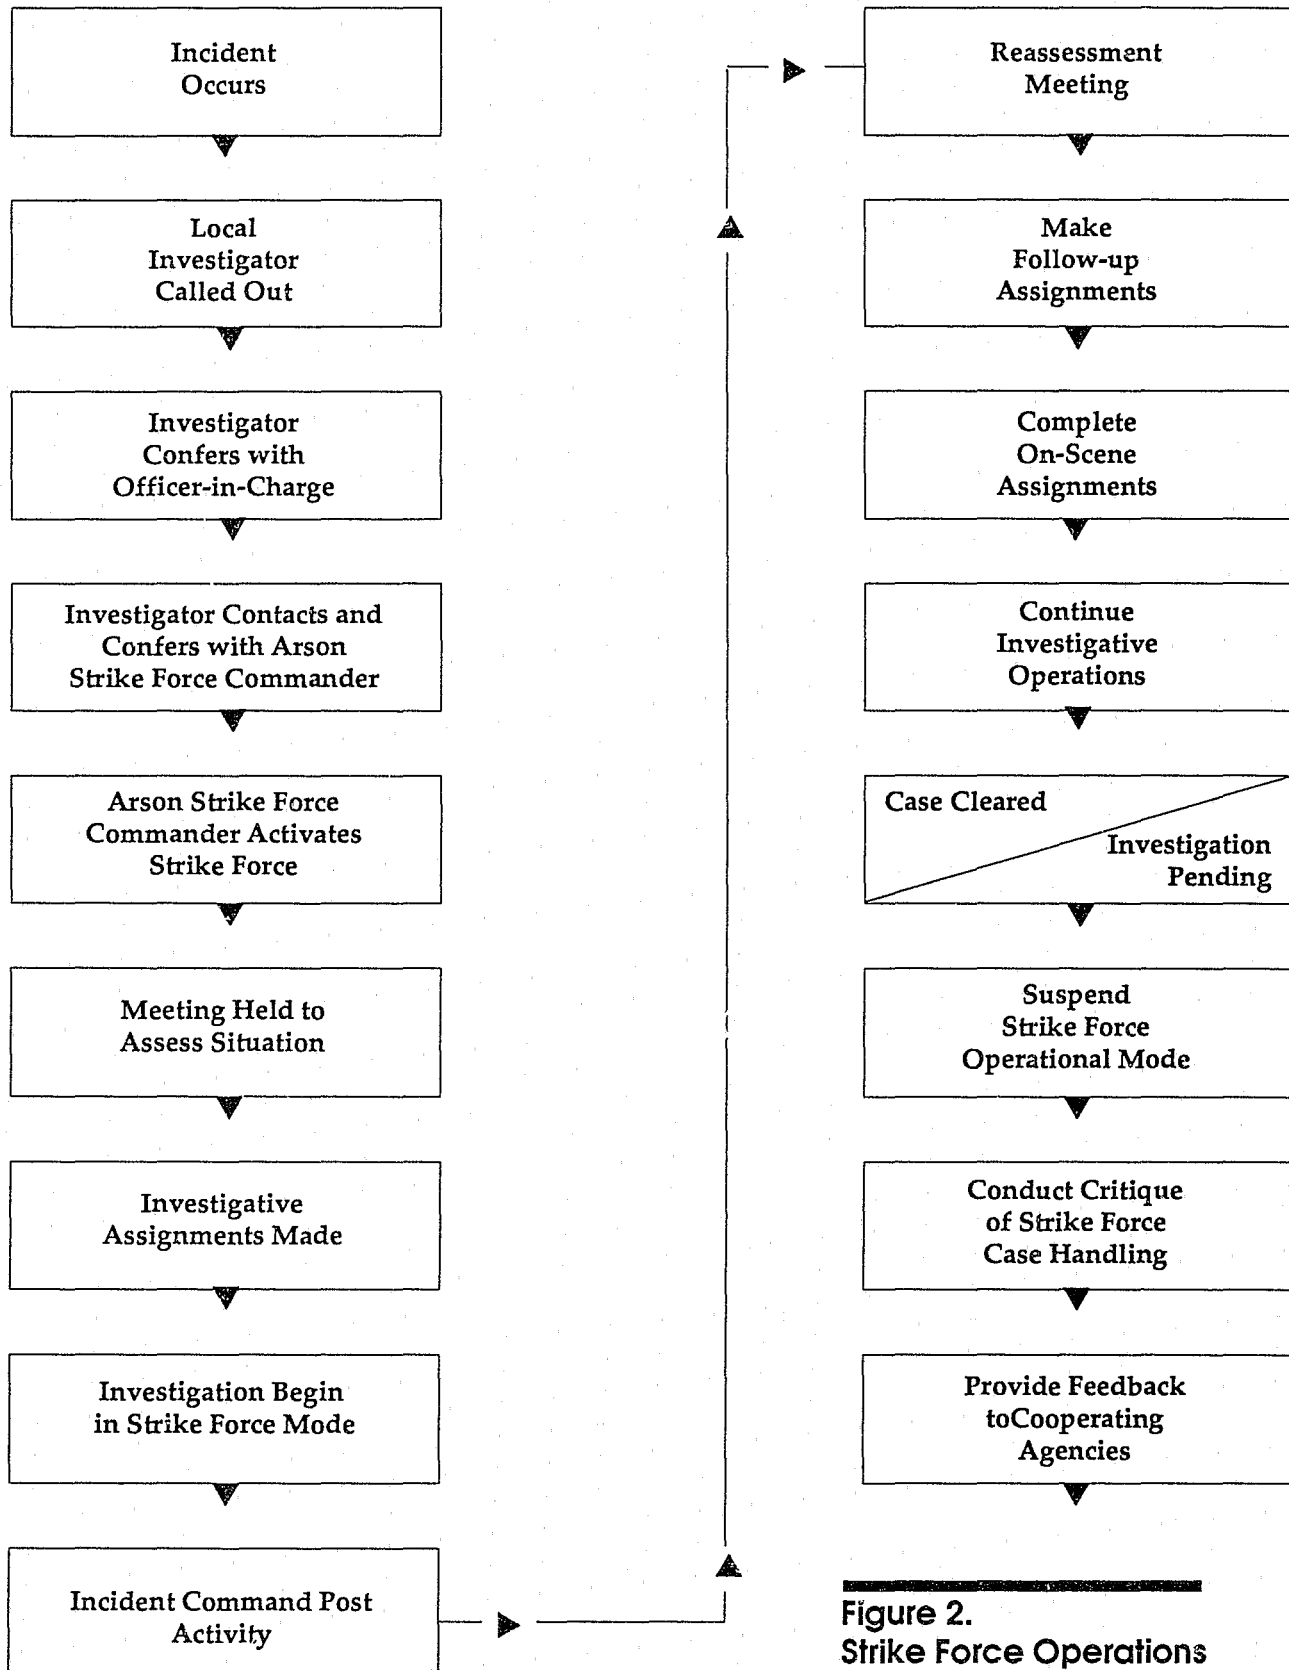 Incident
Occurs
Local
Investigator
Called Out
Investigator
Confers with
Officer-in-Charge
Investigator Contacts and
Confers with Arson
Strike Force Commander
Arson Strike Force
Commander Activates
Strike Force
Meeting Held to
Assess Situation
Investigative
Assignments Made
Investigation Begin
in Strike Force Mode
Incident Command Post
Activity
Reassessment
Meeting
Make
Follow-up
Assignments
Complete
On-Scene
Assignments
Continue
Investigative
Operations
Case Cleared
Investigation
Pending
Suspend
Strike Force
Operational Mode
Conduct Critique
of Strike Force
Case Handling
Provide Feedback
toCooperating
Agencies
Figure 2.
Strike Force Operations